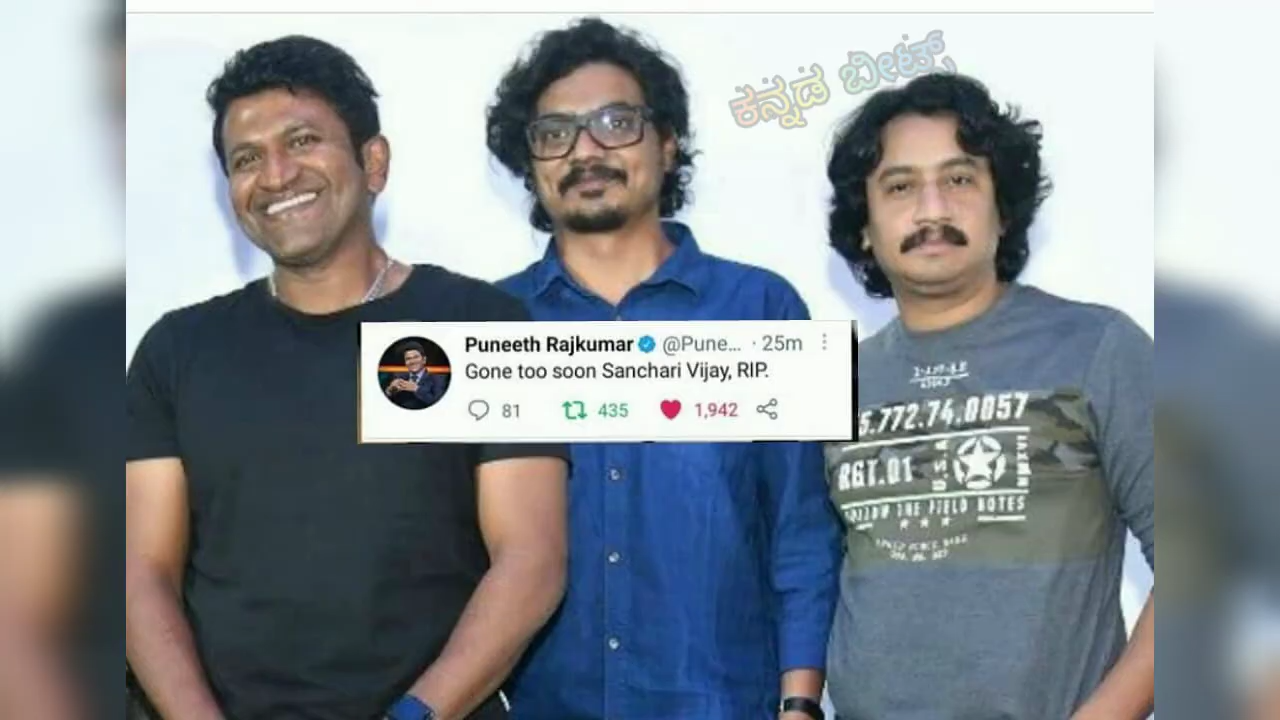 ಕನ್ನಡ ಬೀಟ್ಸ್
Puneeth Rajkumar @Pune... · 25m
Gone too soon Sanchari Vijay, RIP.
81 435 1,942
5.772.74.0057
RGT.01 U.S.A
FOLLOW THE FIELD NOTES